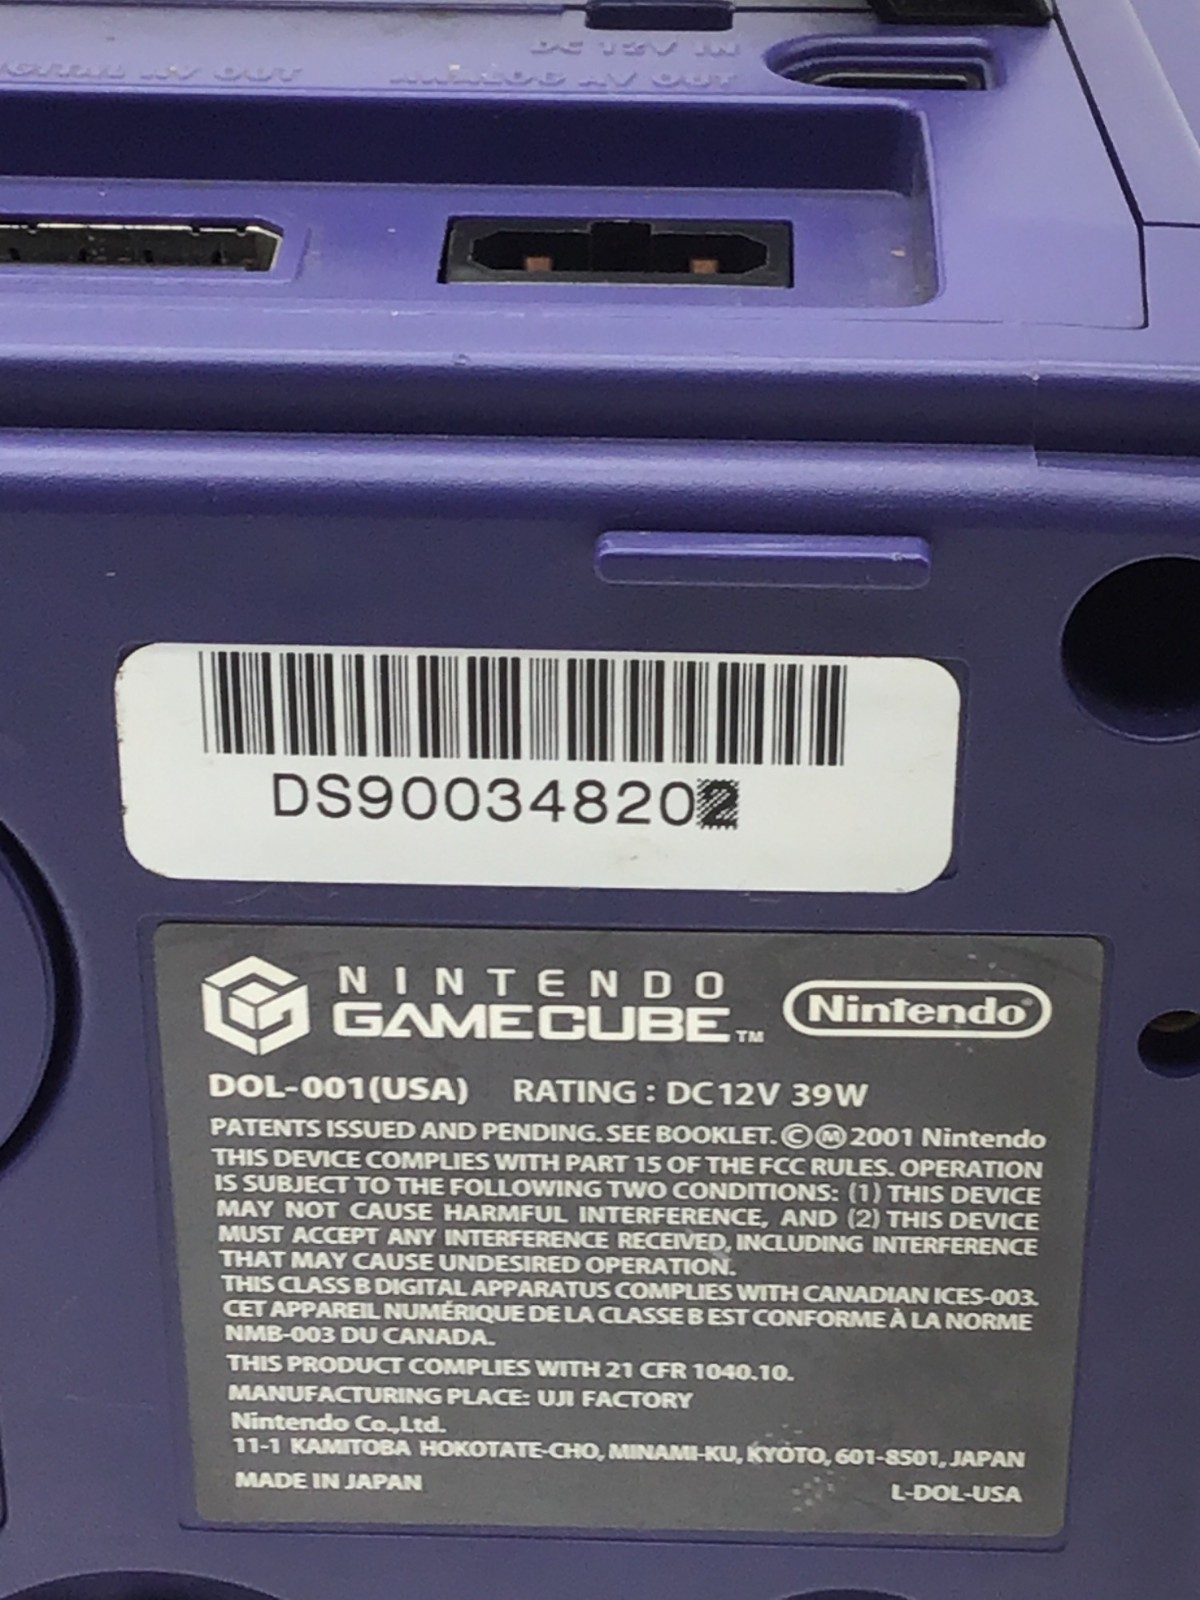 DC 12V IN
DIGITAL AV OUT ANALOG AV OUT
DS900348202
NINTENDO
GAMECUBE™
Nintendo®
DOL-001(USA) RATING : DC12V 39W
PATENTS ISSUED AND PENDING. SEE BOOKLET. ©Ⓜ2001 Nintendo
THIS DEVICE COMPLIES WITH PART 15 OF THE FCC RULES. OPERATION
IS SUBJECT TO THE FOLLOWING TWO CONDITIONS: (1) THIS DEVICE
MAY NOT CAUSE HARMFUL INTERFERENCE, AND (2) THIS DEVICE
MUST ACCEPT ANY INTERFERENCE RECEIVED, INCLUDING INTERFERENCE
THAT MAY CAUSE UNDESIRED OPERATION.
THIS CLASS B DIGITAL APPARATUS COMPLIES WITH CANADIAN ICES-003.
CET APPAREIL NUMÉRIQUE DE LA CLASSE B EST CONFORME À LA NORME
NMB-003 DU CANADA.
THIS PRODUCT COMPLIES WITH 21 CFR 1040.10.
MANUFACTURING PLACE: UJI FACTORY
Nintendo Co.,Ltd.
11-1 KAMITOBA HOKOTATE-CHO, MINAMI-KU, KYOTO, 601-8501, JAPAN
MADE IN JAPAN L-DOL-USA